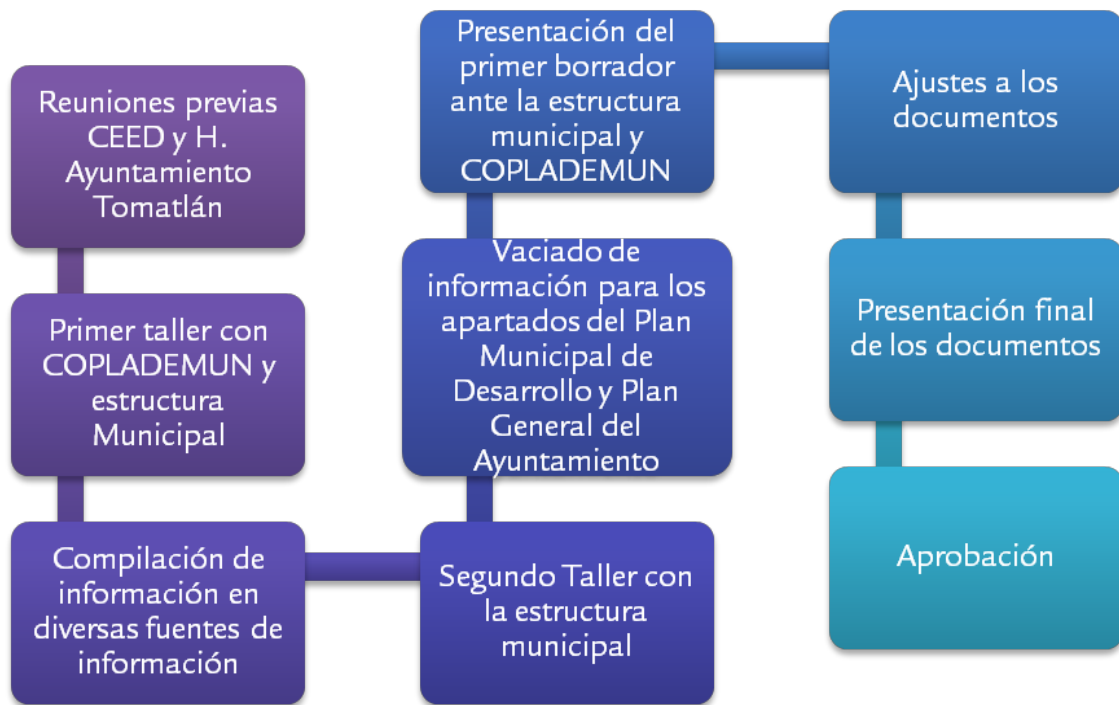 Reuniones previas
CEED y H.
Ayuntamiento
Tomatlán
Primer taller con
COPLADEMUN y
estructura
Municipal
Compilación de
información en
diversas fuentes de
información
Segundo Taller con
la estructura
municipal
Vaciado de
información para los
apartados del Plan
Municipal de
Desarrollo y Plan
General del
Ayuntamiento
Presentación del
primer borrador
ante la estructura
municipal y
COPLADEMUN
Ajustes a los
documentos
Presentación final
de los documentos
Aprobación